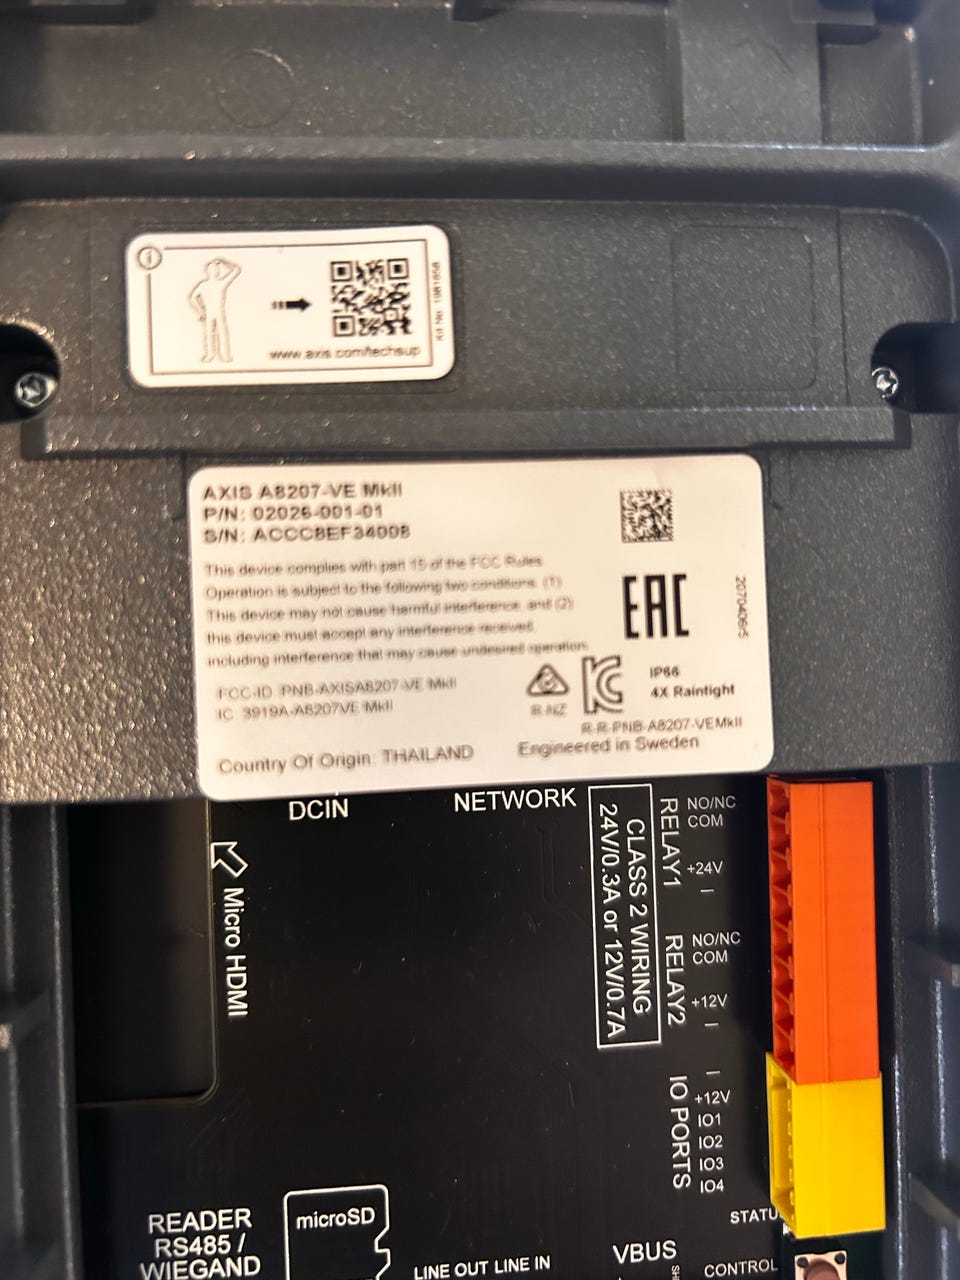 www.axis.com/techsup
Kit No: 1981658
AXIS A8207-VE MkII
P/N: 02026-001-01
S/N: ACCC8EF34008
This device complies with part 15 of the FCC Rules.
Operation is subject to the following two conditions: (1)
This device may not cause harmful interference, and (2)
this device must accept any interference received,
including interference that may cause undesired operation.
FCC-ID: PNB-AXISA8207-VE MkII
IC: 3919A-A8207VE MkII
Country Of Origin: THAILAND
EAC
2070406r5
R-NZ
IP66
4X Raintight
R-R-PNB-A8207-VEMkII
Engineered in Sweden
DCIN
NETWORK
Micro HDMI
CLASS 2 WIRING
24V/0.3A or 12V/0.7A
RELAY1
NO/NC
COM
+24V
–
RELAY2
NO/NC
COM
+12V
–
IO PORTS
–
+12V
IO1
IO2
IO3
IO4
READER
RS485 /
WIEGAND
microSD
LINE OUT LINE IN
VBUS
STATU
CONTROL